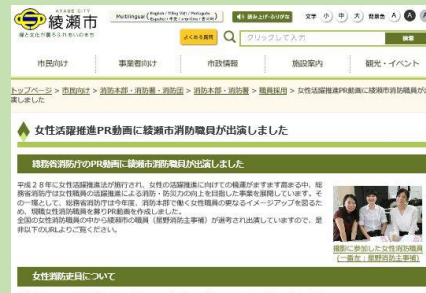 AYASE CITY
綾瀬市
緑と文化が薫るふれあいのまち
Multilingual
読み上げ・ふりがな
文字 小 中 大 背景色 A A
よくある質問
クリックして入力
検索
市民向け 事業者向け 市政情報 施設案内 観光・イベント
トップページ > 市民向け > 消防本部・消防署・消防団 > 消防本部・消防署 > 職員採用 > 女性活躍推進PR動画に綾瀬市消防職員が出
演しました
女性活躍推進PR動画に綾瀬市消防職員が出演しました
総務省消防庁のPR動画に綾瀬市消防職員が出演しました
平成28年に女性活躍推進法が施行され、女性の活躍推進に向けての機運がますます高まる中、総
務省消防庁では女性職員の活躍推進による消防・防災力の向上を目指した事業を展開しています。そ
の一環として、総務省消防庁は今年度、消防本部で働く女性職員の更なるイメージアップを図るた
め、現職女性消防職員を募りPR動画を作成しました。
全国の女性消防職員の中から綾瀬市の職員（星野消防主事補）が選考され出演していますので、是
非以下のURLよりご覧ください。
撮影に参加した女性消防職員
（一番左：星野消防主事補）
女性消防吏員について